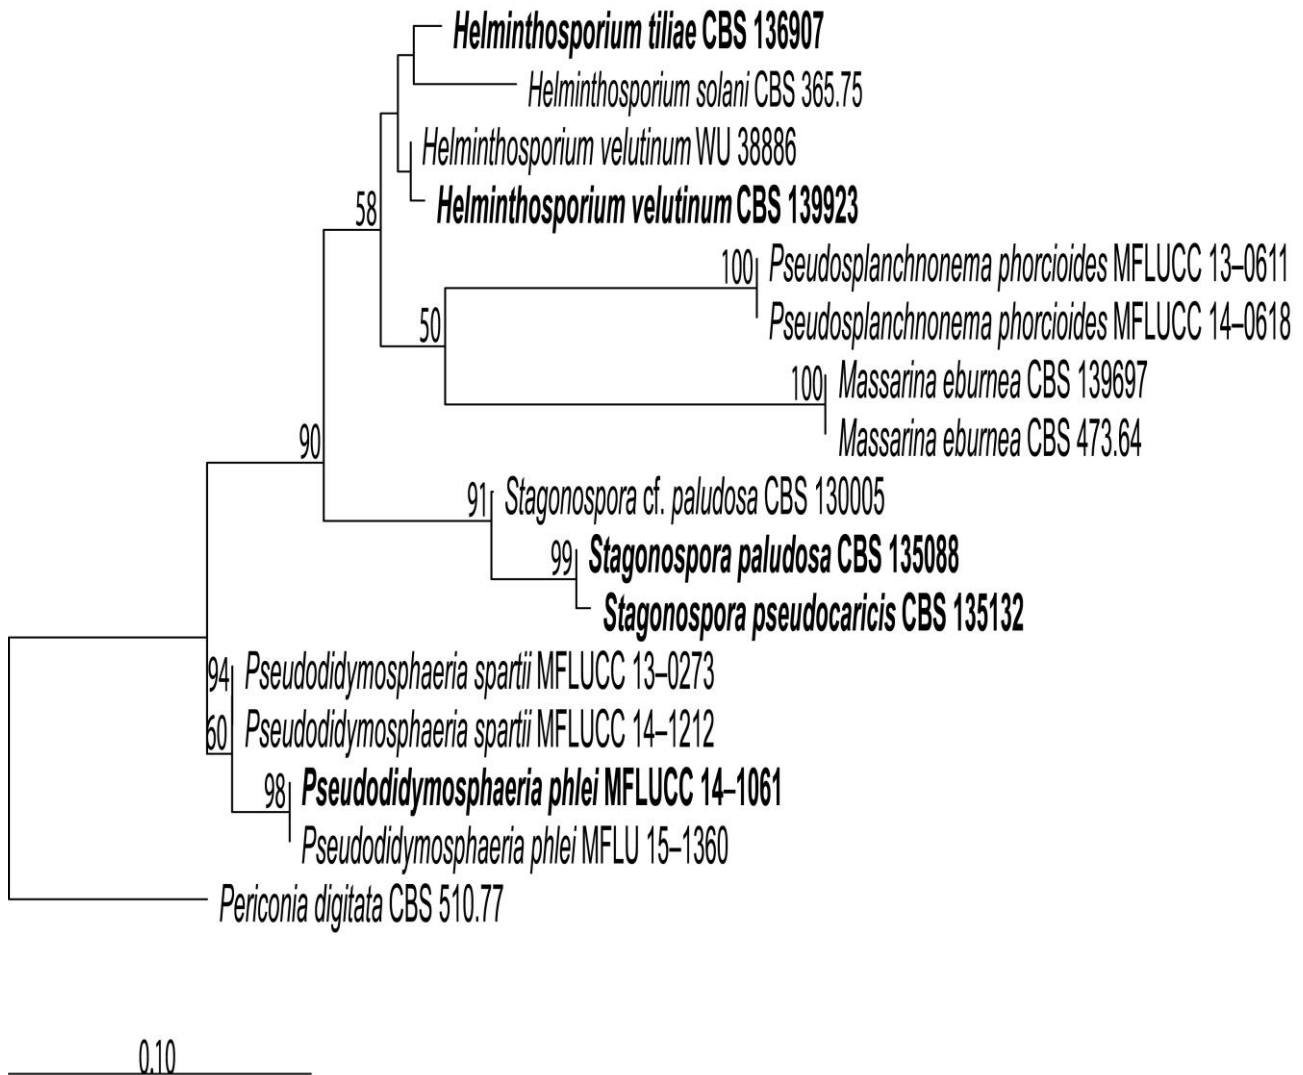 Helminthosporium tiliae CBS 136907
Helminthosporium solani CBS 365.75
Helminthosporium velutinum WU 38886
Helminthosporium velutinum CBS 139923
58
Pseudosplanchnonema phorcioides MFLUCC 13–0611
100
Pseudosplanchnonema phorcioides MFLUCC 14–0618
50
Massarina eburnea CBS 139697
100
Massarina eburnea CBS 473.64
90
Stagonospora cf. paludosa CBS 130005
91
Stagonospora paludosa CBS 135088
99
Stagonospora pseudocaricis CBS 135132
Pseudodidymosphaeria spartii MFLUCC 13–0273
94
Pseudodidymosphaeria spartii MFLUCC 14–1212
60
Pseudodidymosphaeria phlei MFLUCC 14–1061
98
Pseudodidymosphaeria phlei MFLU 15–1360
Periconia digitata CBS 510.77
0.10